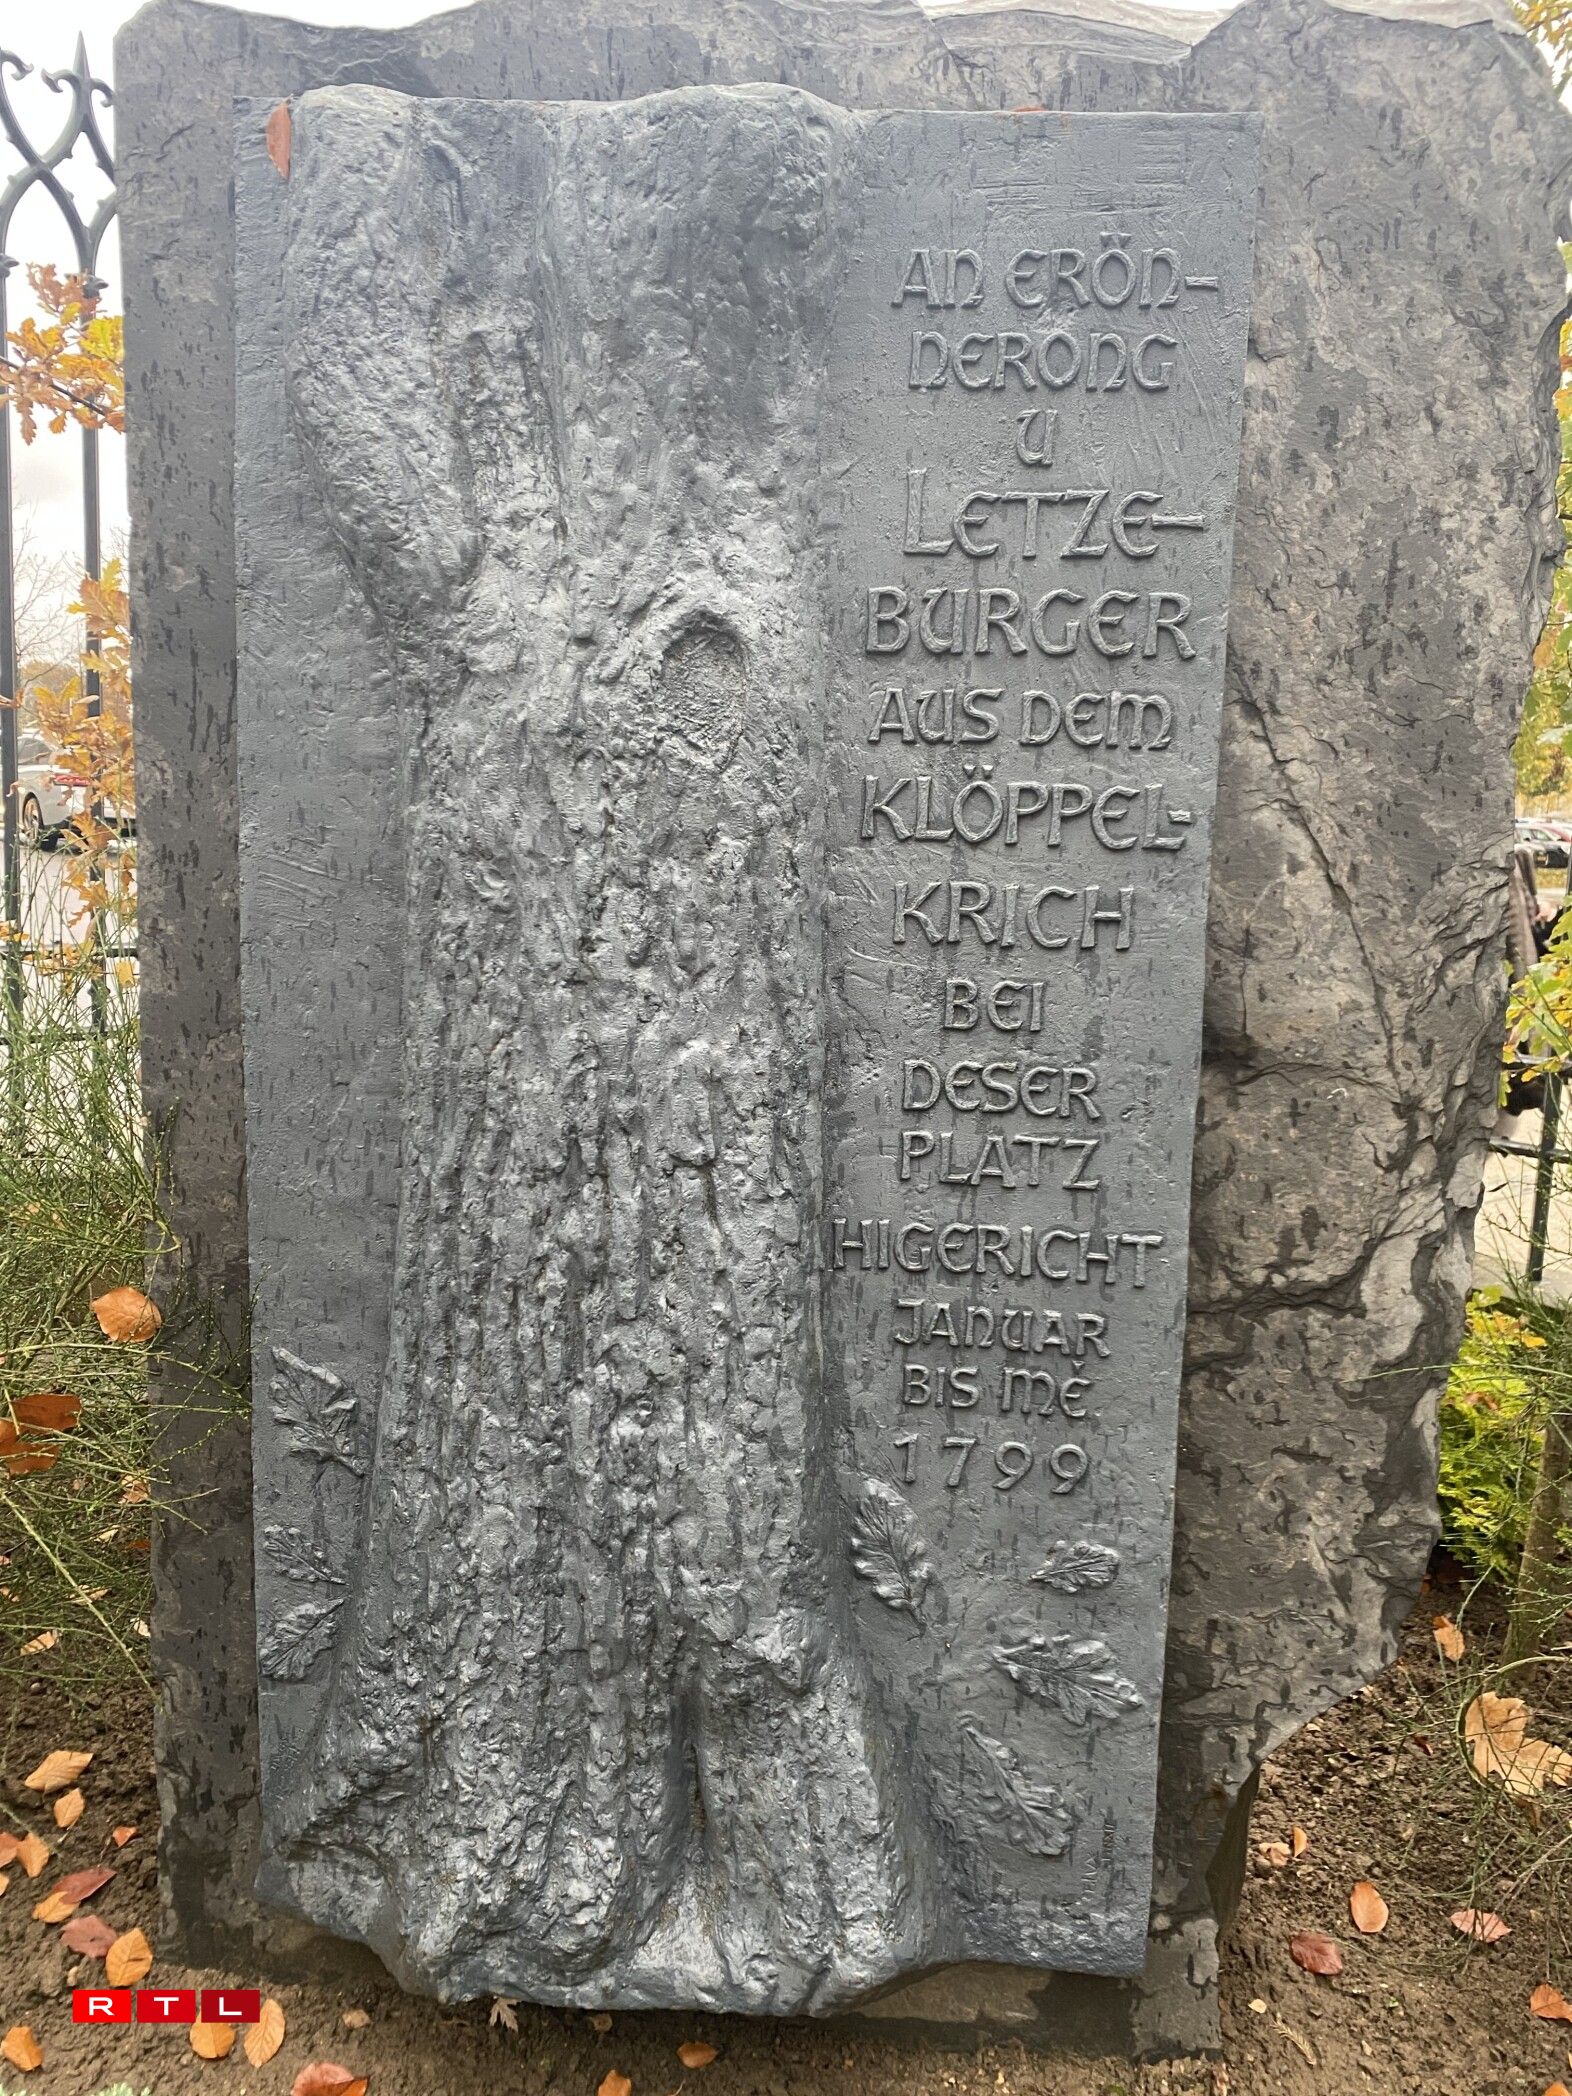 AN ERÖN-
NERONG
U
LETZE-
BURGER
AUS DEM
KLÖPPEL-
KRICH
BEI
DESER
PLATZ
HIGERICHT
JANUAR
BIS MÉ
1799
RTL